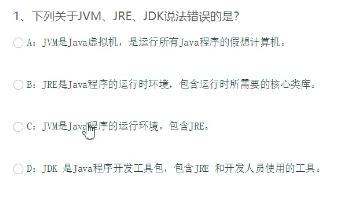 1、下列关于JVM、JRE、JDK说法错误的是?
A: JVM是Java虚拟机，是运行所有Java程序的假想计算机。
B: JRE是Java程序的运行时环境，包含运行时所需要的核心类库。
C: JVM是Java程序的运行环境，包含JRE。
D: JDK 是Java程序开发工具包，包含JRE 和开发人员使用的工具。